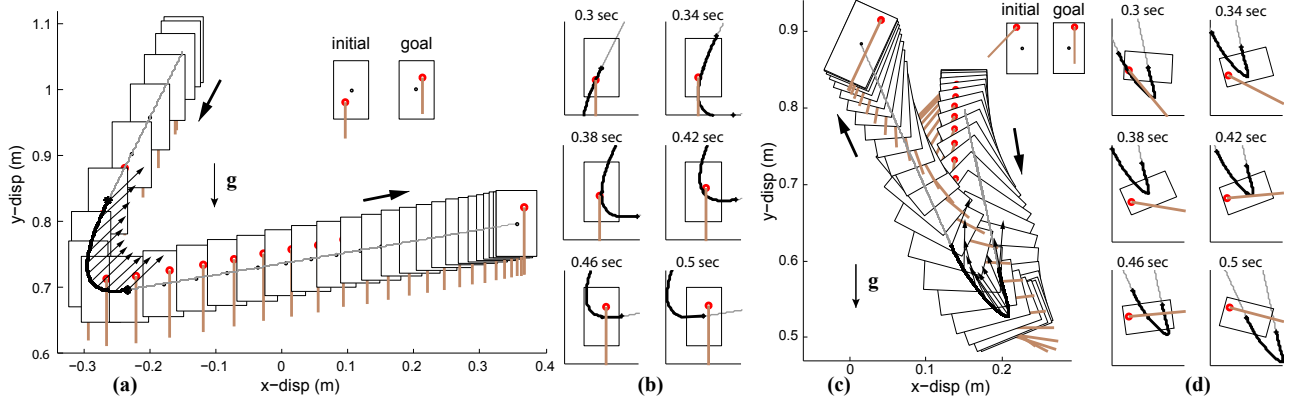 1.1
1
0.9
0.8
0.7
0.6
y-disp (m)
−0.3
−0.2
−0.1
0
0.1
0.2
0.3
0.4
x-disp (m)
initial
goal
g
(a)
0.3 sec
0.34 sec
0.38 sec
0.42 sec
0.46 sec
0.5 sec
(b)
0.9
0.8
0.7
0.6
0.5
y-disp (m)
0
0.1
0.2
x-disp (m)
initial
goal
g
(c)
0.3 sec
0.34 sec
0.38 sec
0.42 sec
0.46 sec
0.5 sec
(d)